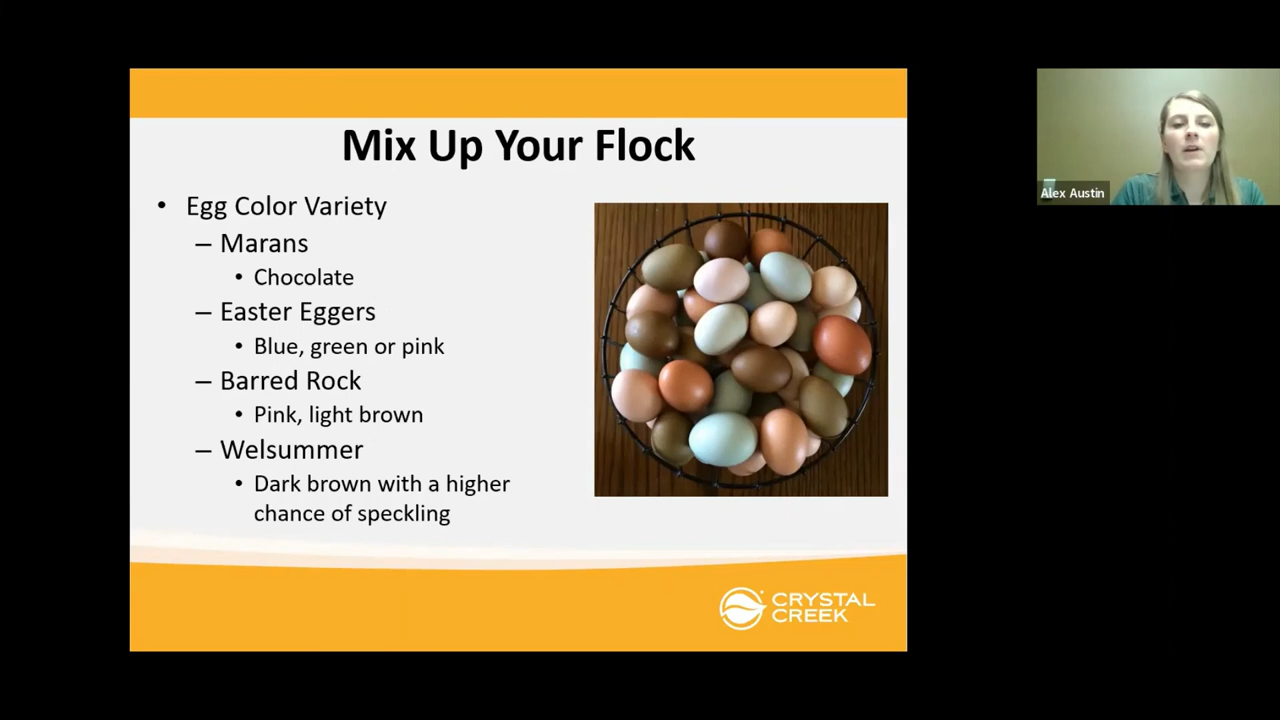 Mix Up Your Flock
• Egg Color Variety
– Marans
• Chocolate
– Easter Eggers
• Blue, green or pink
– Barred Rock
• Pink, light brown
– Welsummer
• Dark brown with a higher
chance of speckling
CRYSTAL
CREEK
Alex Austin